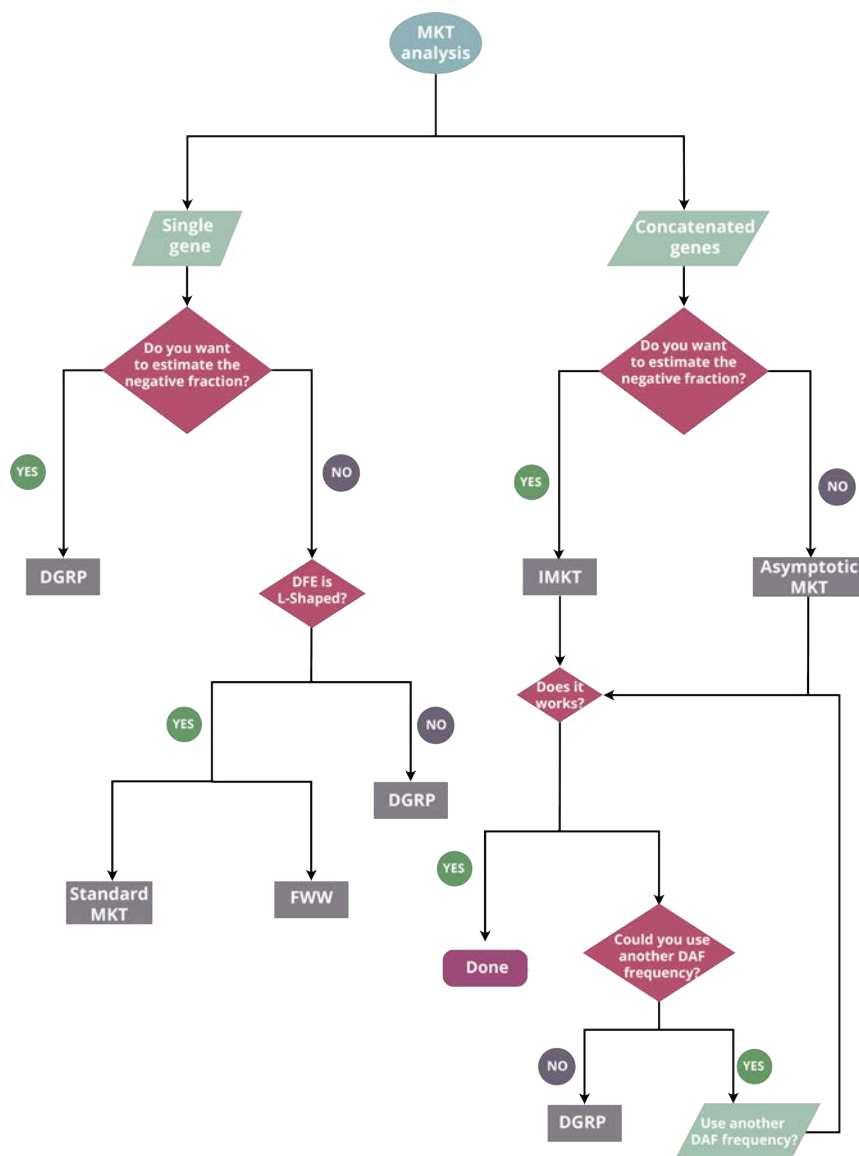 MKT
analysis
Single
gene
Concatenated
genes
Do you want
to estimate the
negative fraction?
Do you want
to estimate the
negative fraction?
YES
NO
YES
NO
DGRP
DFE is
L-Shaped?
IMKT
Asymptotic
MKT
Does it
works?
YES
NO
DGRP
Standard
MKT
FWW
YES
Could you use
another DAF
frequency?
Done
NO
YES
DGRP
Use another
DAF frequency?